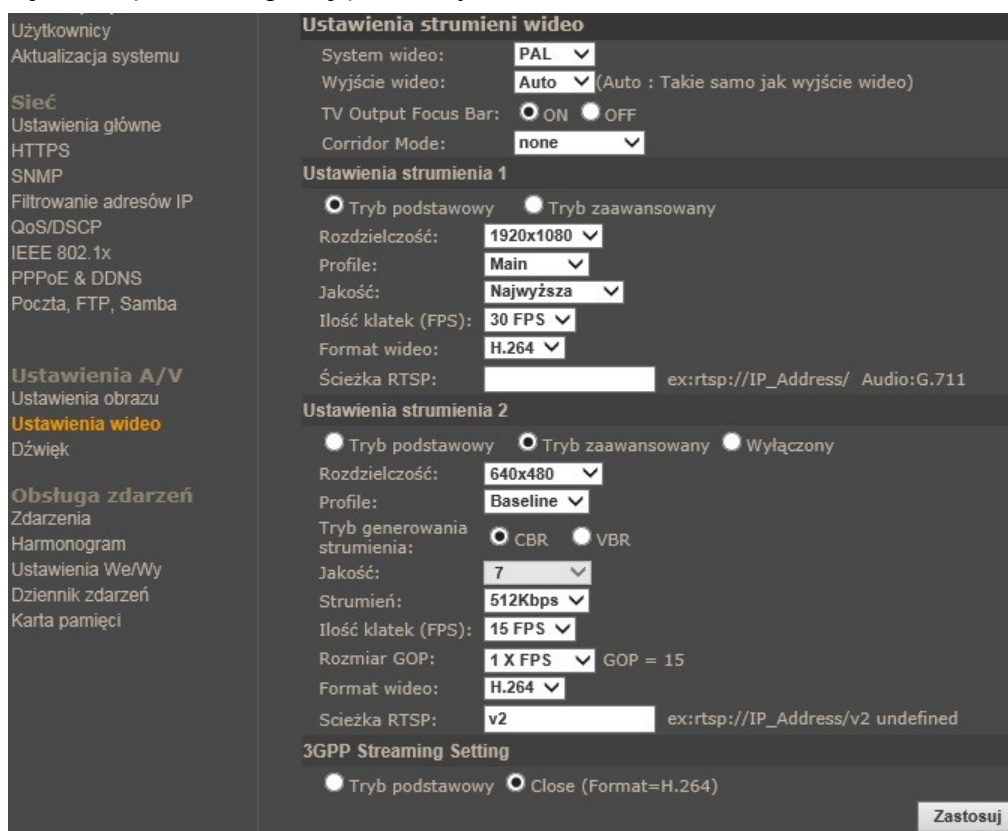 Użytkownicy
Aktualizacja systemu
Sieć
Ustawienia główne
HTTPS
SNMP
Filtrowanie adresów IP
QoS/DSCP
IEEE 802.1x
PPPoE & DDNS
Poczta, FTP, Samba
Ustawienia A/V
Ustawienia obrazu
Ustawienia wideo
Dźwięk
Obsługa zdarzeń
Zdarzenia
Harmonogram
Ustawienia We/Wy
Dziennik zdarzeń
Karta pamięci
Ustawienia strumieni wideo
System wideo: PAL
Wyjście wideo: Auto (Auto : Takie samo jak wyjście wideo)
TV Output Focus Bar: ON OFF
Corridor Mode: none
Ustawienia strumienia 1
Tryb podstawowy Tryb zaawansowany
Rozdzielczość: 1920x1080
Profile: Main
Jakość: Najwyższa
Ilość klatek (FPS): 30 FPS
Format wideo: H.264
Ścieżka RTSP: ex:rtsp://IP_Address/ Audio:G.711
Ustawienia strumienia 2
Tryb podstawowy Tryb zaawansowany Wyłączony
Rozdzielczość: 640x480
Profile: Baseline
Tryb generowania
strumienia: CBR VBR
Jakość: 7
Strumień: 512Kbps
Ilość klatek (FPS): 15 FPS
Rozmiar GOP: 1 X FPS GOP = 15
Format wideo: H.264
Scieżka RTSP: v2 ex:rtsp://IP_Address/v2 undefined
3GPP Streaming Setting
Tryb podstawowy Close (Format=H.264)
Zastosuj